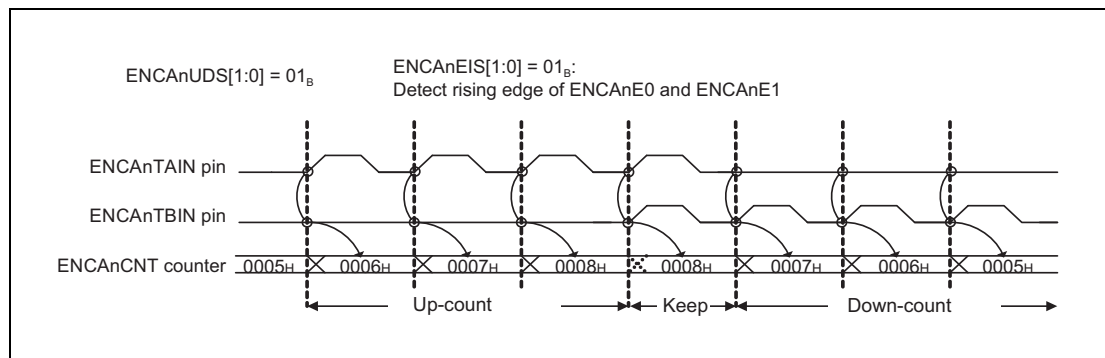 ENCAnUDS[1:0] = 01B
ENCAnEIS[1:0] = 01B:
Detect rising edge of ENCAnE0 and ENCAnE1
ENCAnTAIN pin
ENCAnTBIN pin
ENCAnCNT counter
0005H 0006H 0007H 0008H 0008H 0007H 0006H 0005H
Up-count Keep Down-count